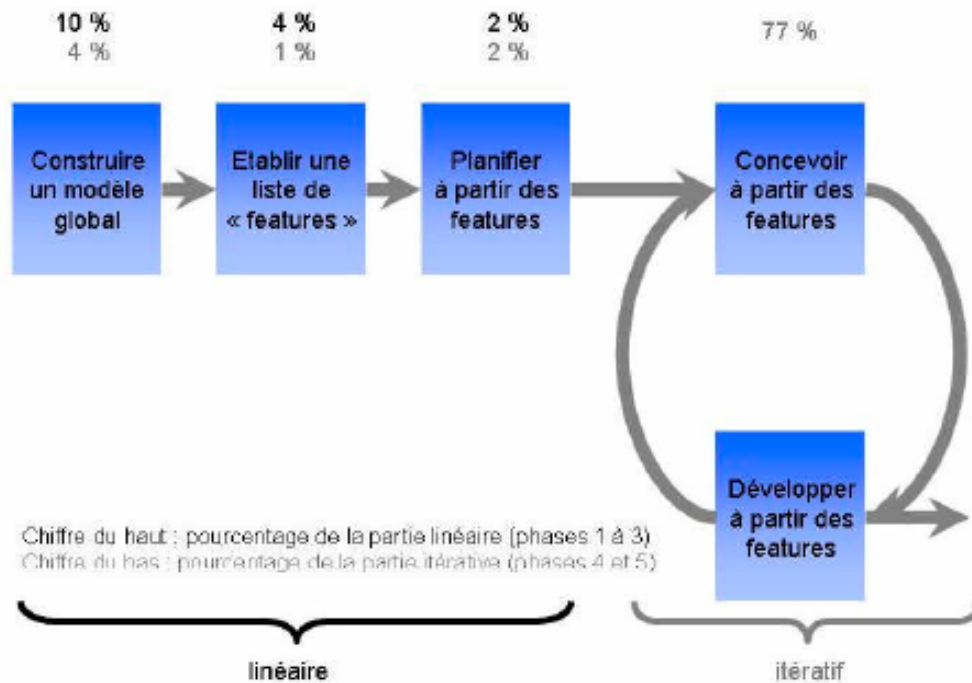 10 %
4 %
4 %
1 %
2 %
2 %
77 %
Construire
un modèle
global
Etablir une
liste de
« features »
Planifier
à partir des
features
Concevoir
à partir des
features
Développer
à partir des
features
Chiffre du haut : pourcentage de la partie linéaire (phases 1 à 3)
Chiffre du bas : pourcentage de la partie itérative (phases 4 et 5)
linéaire
itératif